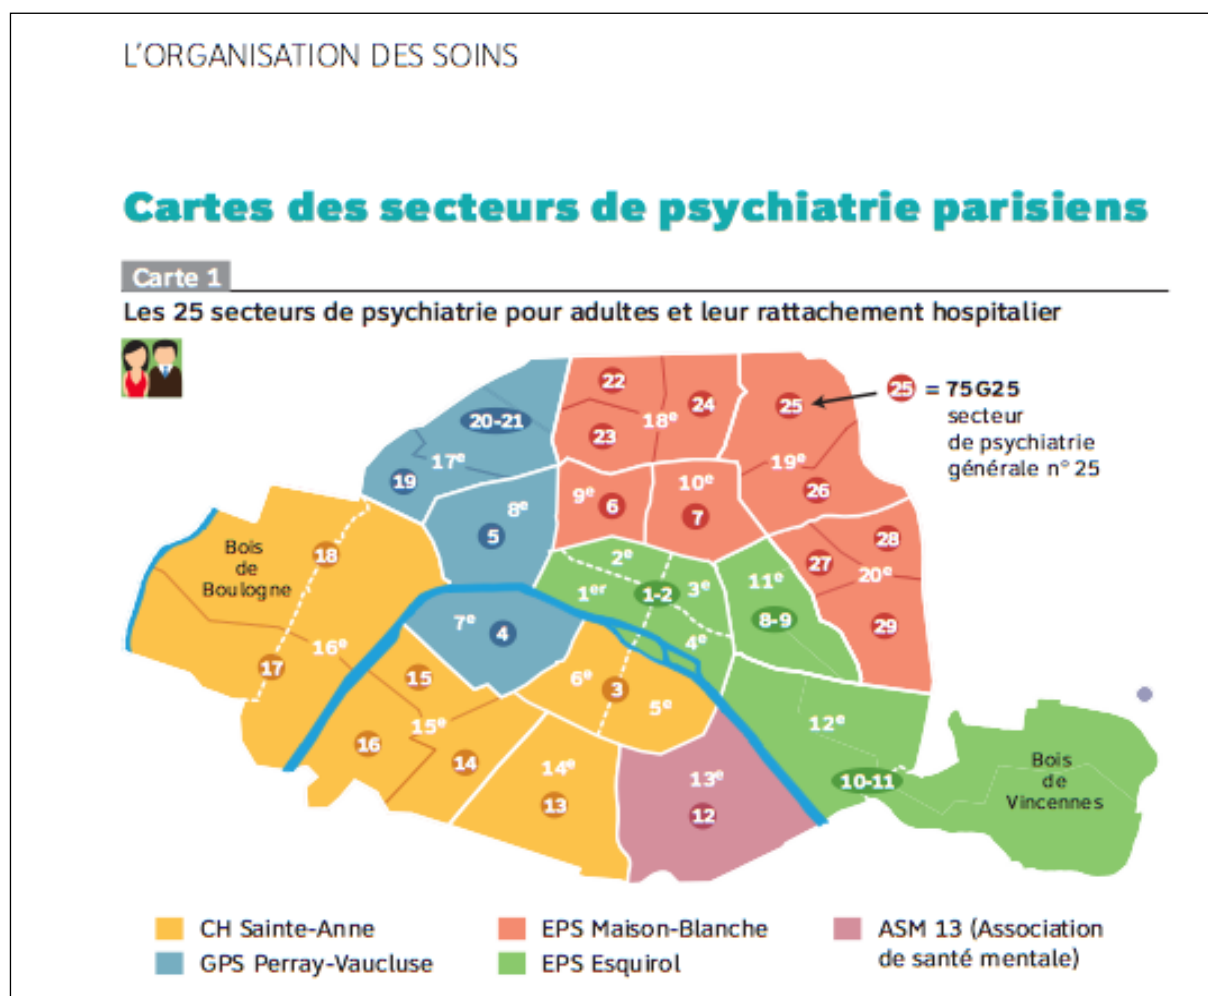 L'ORGANISATION DES SOINS
Cartes des secteurs de psychiatrie parisiens
Carte 1
Les 25 secteurs de psychiatrie pour adultes et leur rattachement hospitalier
25 = 75G25
secteur
de psychiatrie
générale n° 25
22
24
25
20-21
18e
23
17e
19e
19
10e
26
9e
6
8e
7
5
28
Bois
de
Boulogne
18
2e
27
20e
1er
1-2
3e
11e
8-9
7e
4
4e
29
16e
17
15
6e
3
5e
15e
12e
16
14
14e
13e
10-11
Bois
de
Vincennes
13
12
CH Sainte-Anne
GPS Perray-Vaucluse
EPS Maison-Blanche
EPS Esquirol
ASM 13 (Association
de santé mentale)